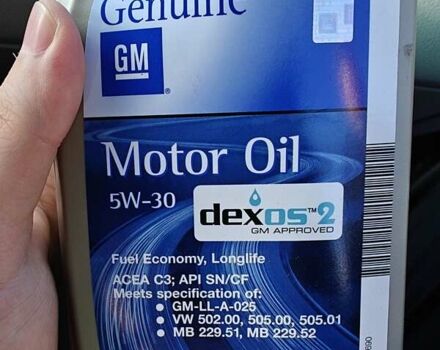 Genuine
GM
Motor Oil
5W-30
dexos™2
GM APPROVED
Fuel Economy, Longlife
ACEA C3; API SN/CF
Meets specification of:
• GM-LL-A-025
• VW 502.00, 505.00, 505.01
• MB 229.51, MB 229.52